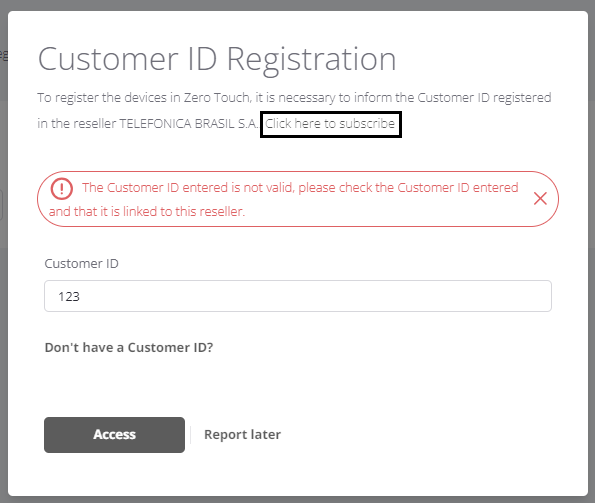 Customer ID Registration
To register the devices in Zero Touch, it is necessary to inform the Customer ID registered
in the reseller TELEFONICA BRASIL S.A. Click here to subscribe
The Customer ID entered is not valid, please check the Customer ID entered
and that it is linked to this reseller.
Customer ID
123
Don't have a Customer ID?
Access
Report later